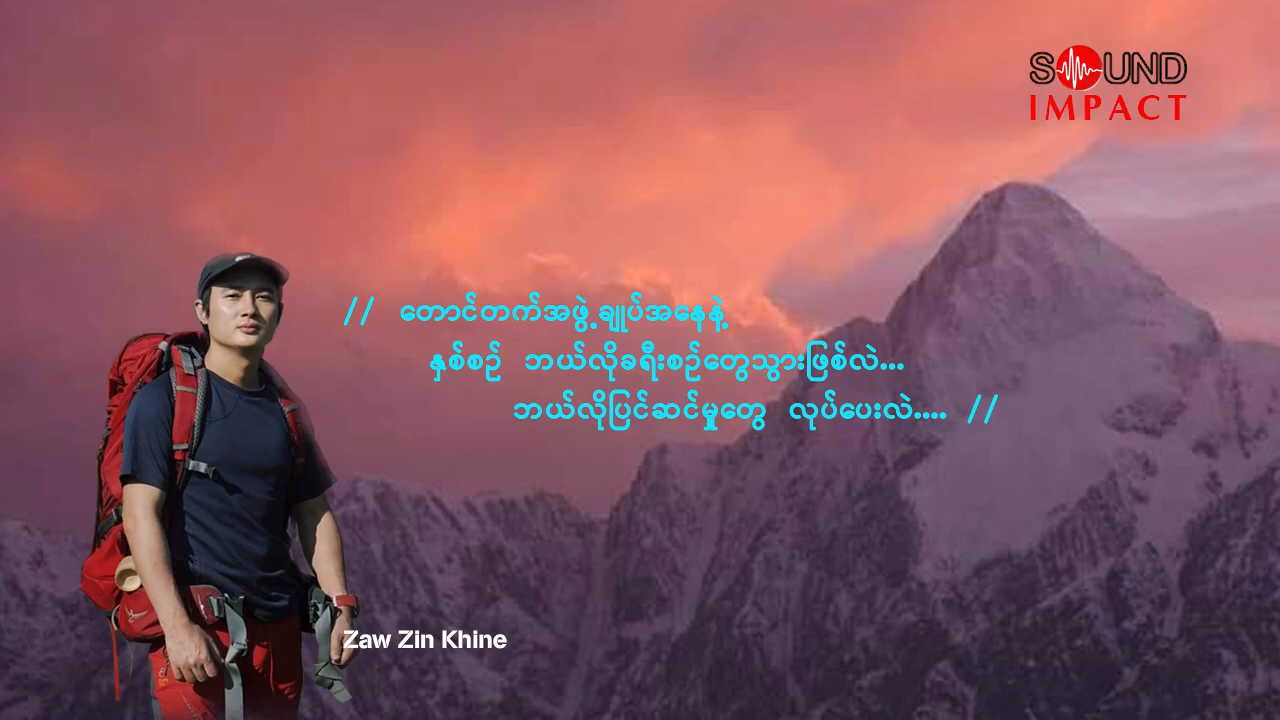 SOUND
IMPACT
// တောင်တက်အဖွဲ့ချုပ်အနေနဲ့
နှစ်စဉ် ဘယ်လိုခရီးစဉ်တွေသွားဖြစ်လဲ...
ဘယ်လိုပြင်ဆင်မှုတွေ လုပ်ပေးလဲ.... //
Zaw Zin Khine